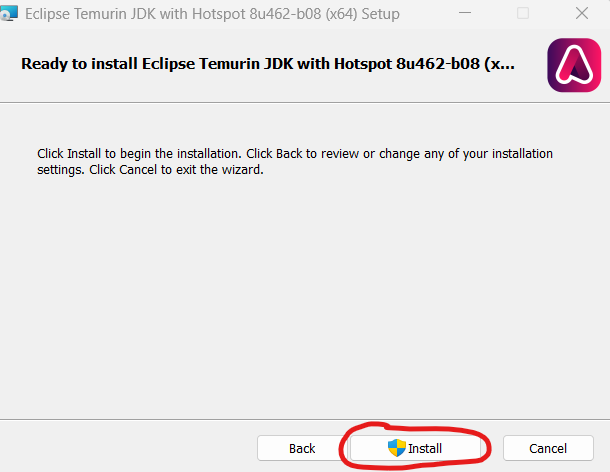 Eclipse Temurin JDK with Hotspot 8u462-b08 (x64) Setup
Ready to install Eclipse Temurin JDK with Hotspot 8u462-b08 (x...
Click Install to begin the installation. Click Back to review or change any of your installation
settings. Click Cancel to exit the wizard.
Back
Install
Cancel